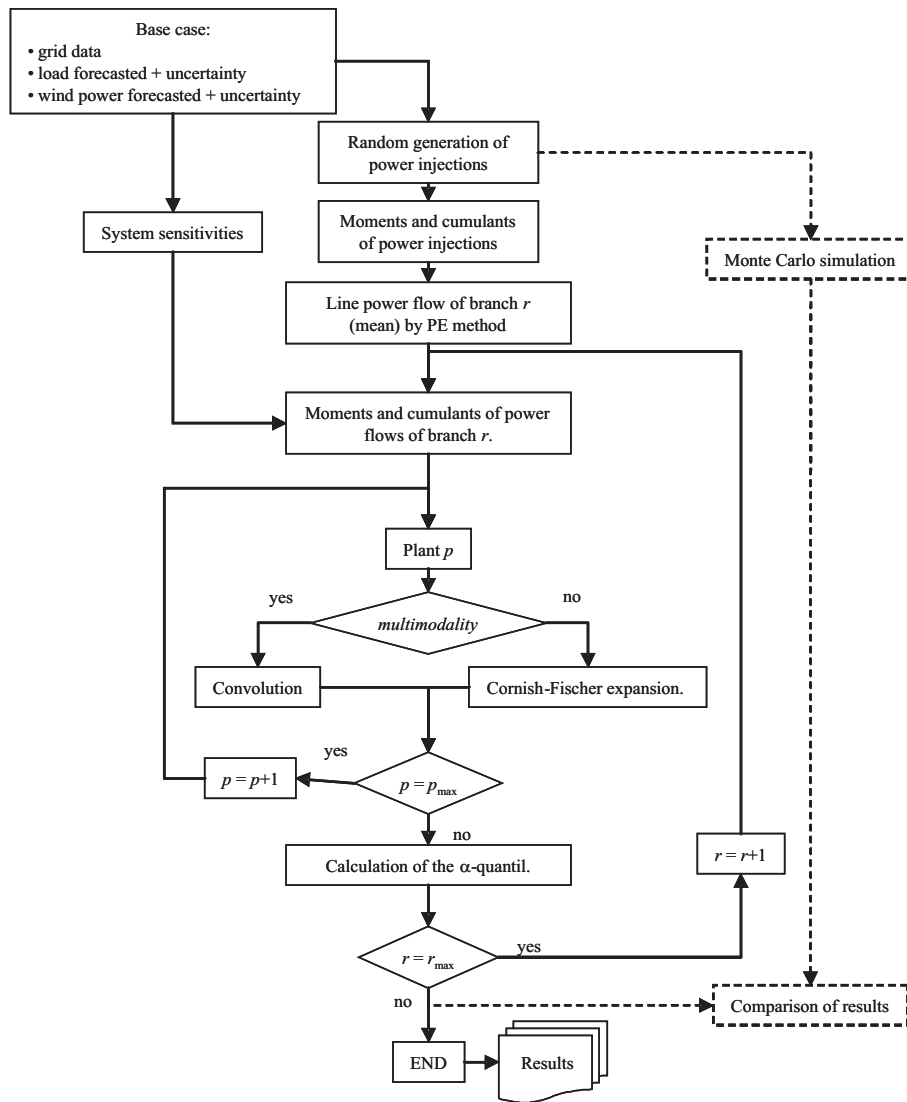 Base case:
• grid data
• load forecasted + uncertainty
• wind power forecasted + uncertainty
Random generation of
power injections
Moments and cumulants
of power injections
System sensitivities
Monte Carlo simulation
Line power flow of branch r
(mean) by PE method
Moments and cumulants of power
flows of branch r.
Plant p
yes
no
multimodality
Convolution
Cornish-Fischer expansion.
yes
p = p+1
p = pmax
no
Calculation of the α-quantil.
r = r+1
r = rmax
yes
no
Comparison of results
END
Results